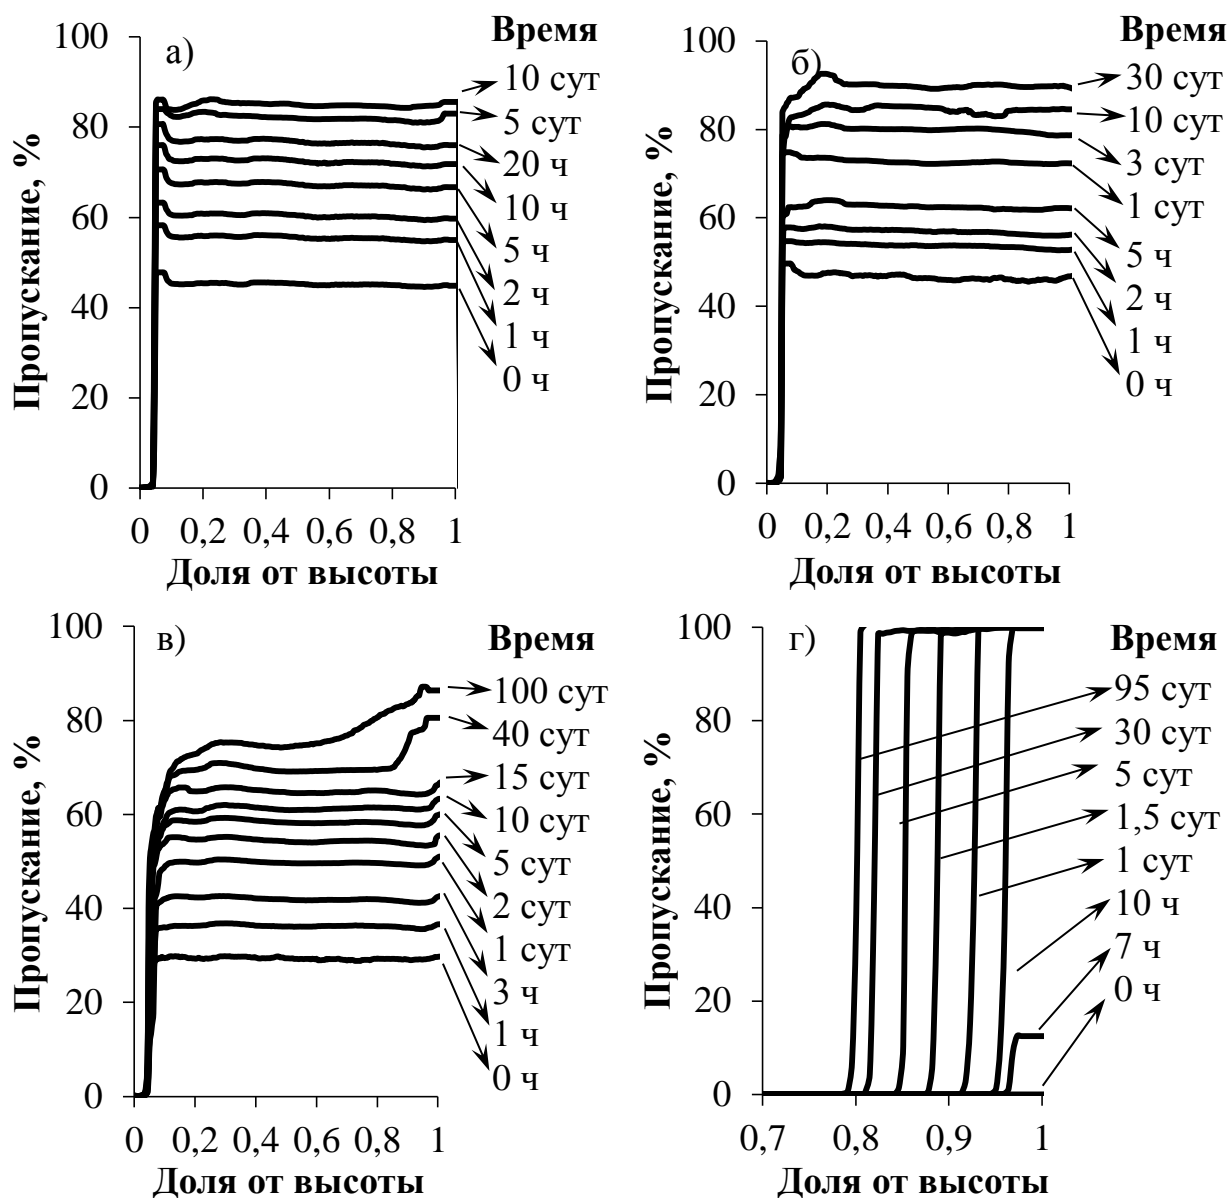 а)
Время
10 сут
5 сут
20 ч
10 ч
5 ч
2 ч
1 ч
0 ч
Пропускание, %
100
80
60
40
20
0
0 0,2 0,4 0,6 0,8 1
Доля от высоты
б)
Время
30 сут
10 сут
3 сут
1 сут
5 ч
2 ч
1 ч
0 ч
Пропускание, %
100
80
60
40
20
0
0 0,2 0,4 0,6 0,8 1
Доля от высоты
в)
Время
100 сут
40 сут
15 сут
10 сут
5 сут
2 сут
1 сут
3 ч
1 ч
0 ч
Пропускание, %
100
80
60
40
20
0
0 0,2 0,4 0,6 0,8 1
Доля от высоты
г)
Время
95 сут
30 сут
5 сут
1,5 сут
1 сут
10 ч
7 ч
0 ч
Пропускание, %
100
80
60
40
20
0
0,7 0,8 0,9 1
Доля от высоты